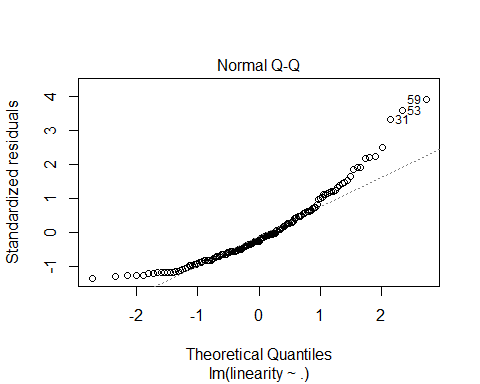 Normal Q-Q
Standardized residuals
4
3
2
1
0
-1
59
53
31
-2 -1 0 1 2
Theoretical Quantiles
lm(linearity ~ .)